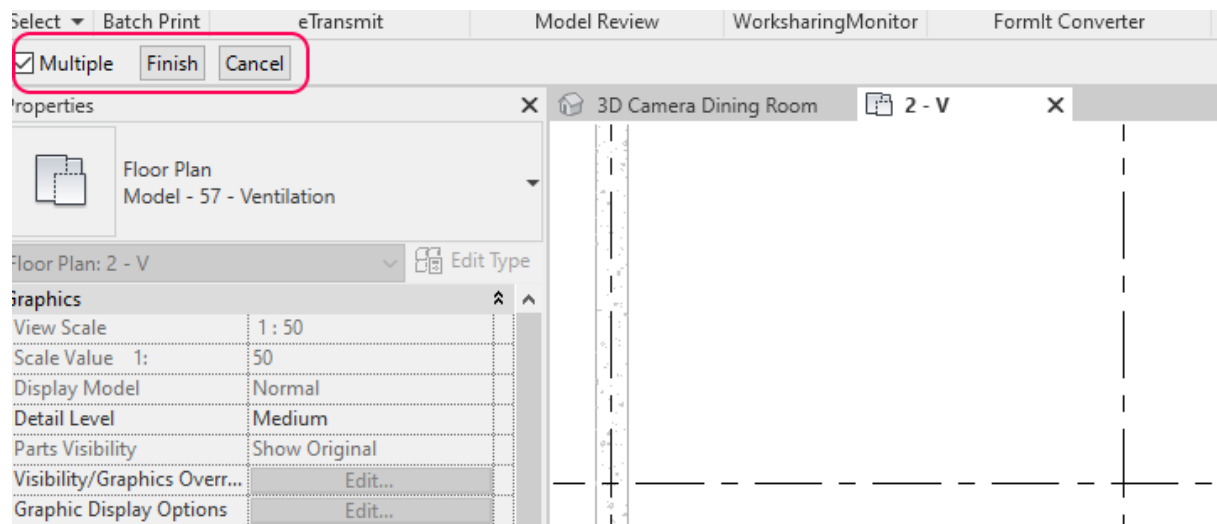 Select Batch Print eTransmit Model Review WorksharingMonitor FormIt Converter
Multiple Finish Cancel
Properties
3D Camera Dining Room 2 - V
Floor Plan
Model - 57 - Ventilation
Floor Plan: 2 - V Edit Type
Graphics
View Scale 1 : 50
Scale Value 1: 50
Display Model Normal
Detail Level Medium
Parts Visibility Show Original
Visibility/Graphics Overr... Edit...
Graphic Display Options Edit...